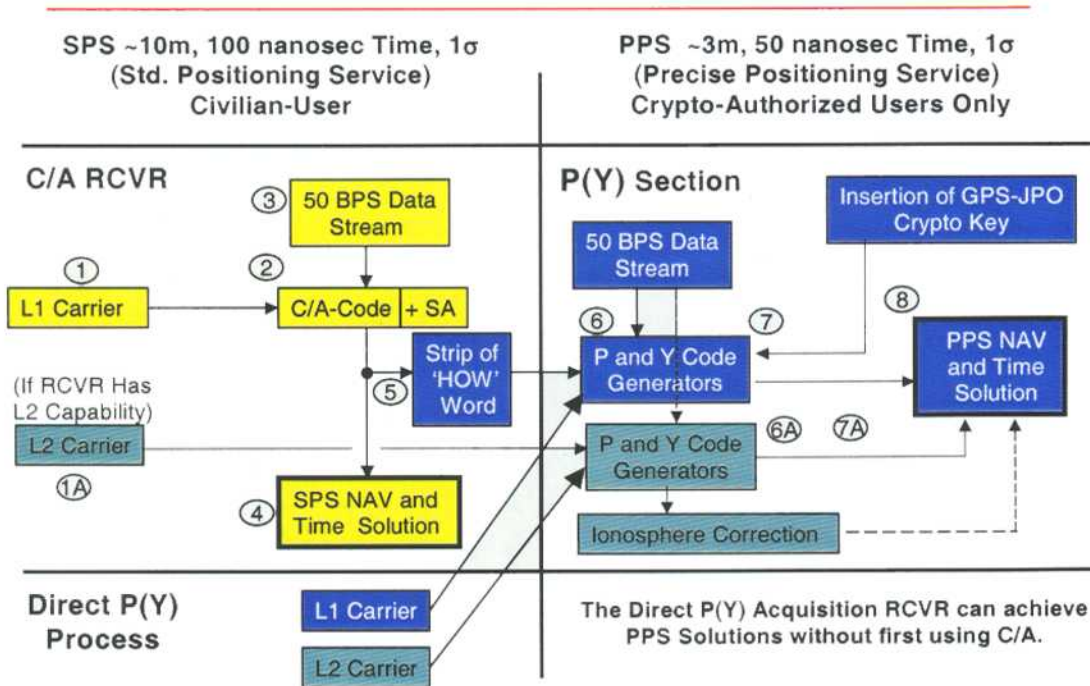 SPS ~10m, 100 nanosec Time, 1σ
(Std. Positioning Service)
Civilian-User
PPS ~3m, 50 nanosec Time, 1σ
(Precise Positioning Service)
Crypto-Authorized Users Only
C/A RCVR
3
50 BPS Data
Stream
1
L1 Carrier
2
C/A-Code
+ SA
5
Strip of
'HOW'
Word
(If RCVR Has
L2 Capability)
L2 Carrier
1A
4
SPS NAV and
Time Solution
P(Y) Section
50 BPS Data
Stream
Insertion of GPS-JPO
Crypto Key
6
7
P and Y Code
Generators
8
PPS NAV
and Time
Solution
6A
7A
P and Y Code
Generators
Ionosphere Correction
Direct P(Y)
Process
L1 Carrier
L2 Carrier
The Direct P(Y) Acquisition RCVR can achieve
PPS Solutions without first using C/A.